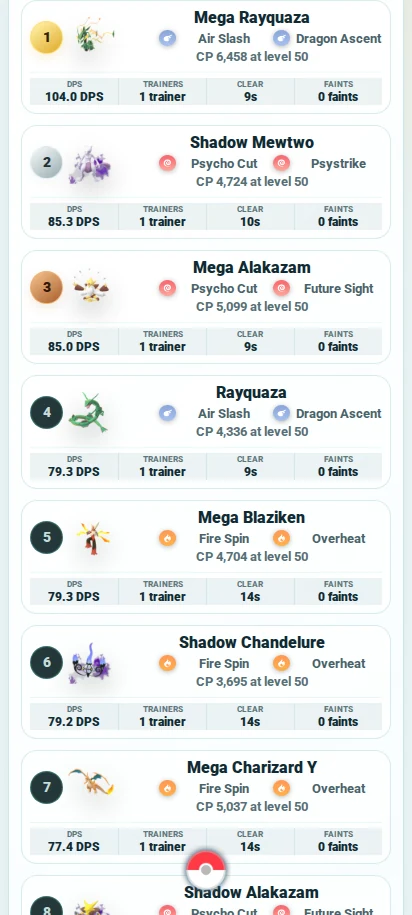 1
Mega Rayquaza
Air Slash Dragon Ascent
CP 6,458 at level 50
DPS TRAINERS CLEAR FAINTS
104.0 DPS 1 trainer 9s 0 faints
2
Shadow Mewtwo
Psycho Cut Psystrike
CP 4,724 at level 50
DPS TRAINERS CLEAR FAINTS
85.3 DPS 1 trainer 10s 0 faints
3
Mega Alakazam
Psycho Cut Future Sight
CP 5,099 at level 50
DPS TRAINERS CLEAR FAINTS
85.0 DPS 1 trainer 9s 0 faints
4
Rayquaza
Air Slash Dragon Ascent
CP 4,336 at level 50
DPS TRAINERS CLEAR FAINTS
79.3 DPS 1 trainer 9s 0 faints
5
Mega Blaziken
Fire Spin Overheat
CP 4,704 at level 50
DPS TRAINERS CLEAR FAINTS
79.3 DPS 1 trainer 14s 0 faints
6
Shadow Chandelure
Fire Spin Overheat
CP 3,695 at level 50
DPS TRAINERS CLEAR FAINTS
79.2 DPS 1 trainer 14s 0 faints
7
Mega Charizard Y
Fire Spin Overheat
CP 5,037 at level 50
DPS TRAINERS CLEAR FAINTS
77.4 DPS 1 trainer 14s 0 faints
8
Shadow Alakazam
Psycho Cut Future Sight